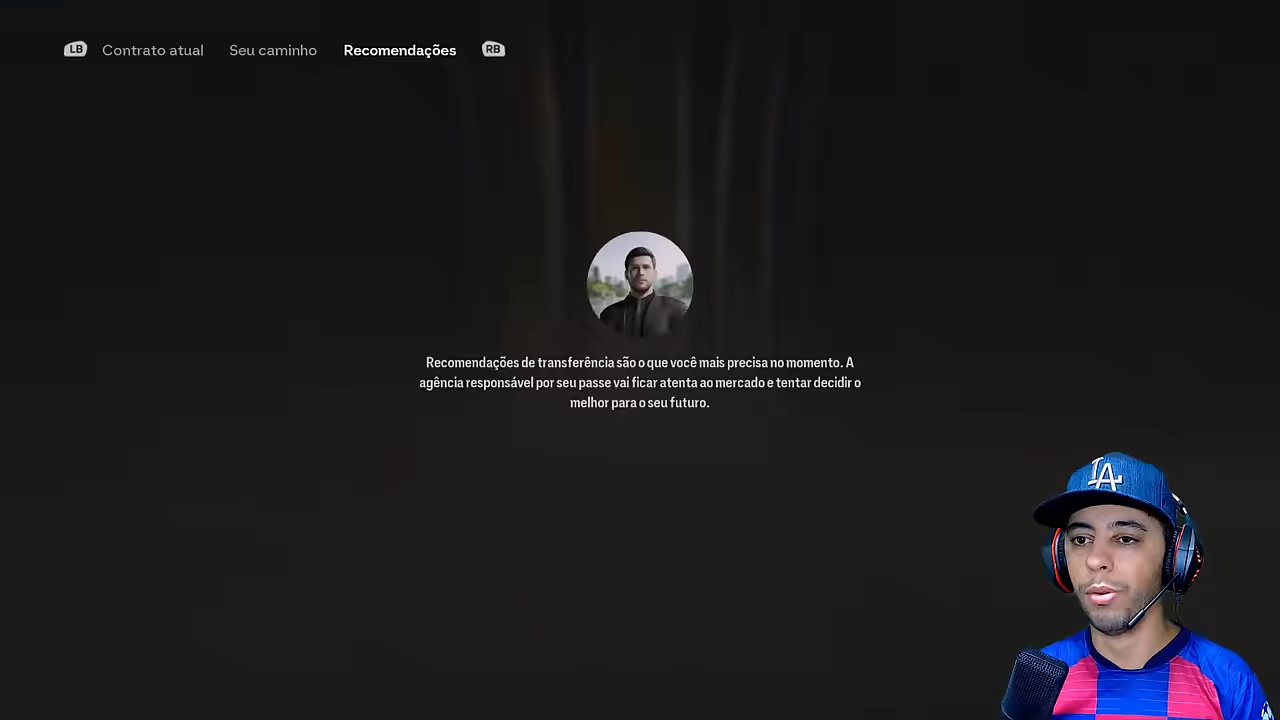 LB Contrato atual Seu caminho Recomendações RB
Recomendações de transferência são o que você mais precisa no momento. A
agência responsável por seu passe vai ficar atenta ao mercado e tentar decidir o
melhor para o seu futuro.
LA